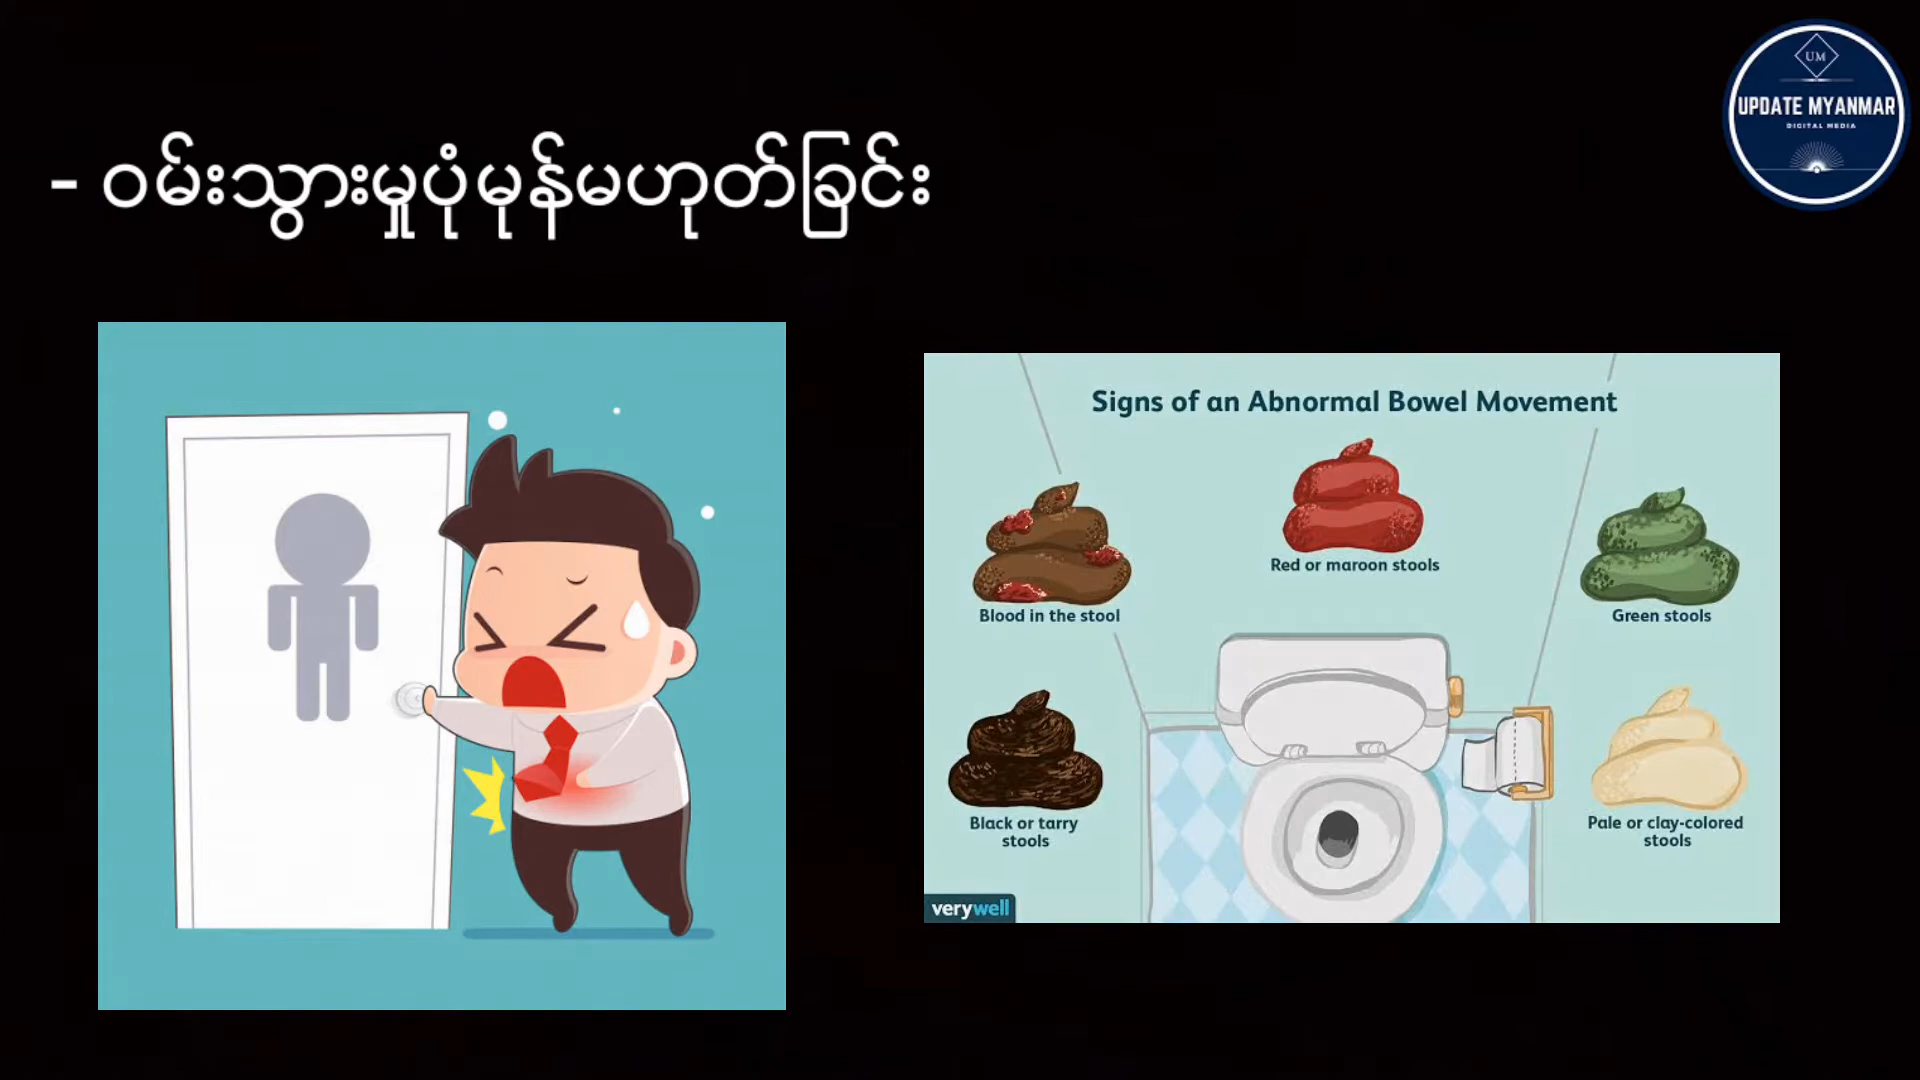 - ဝမ်းသွားမှုပုံမုန်မဟုတ်ခြင်း
UM
UPDATE MYANMAR
DIGITAL MEDIA
Signs of an Abnormal Bowel Movement
Blood in the stool
Red or maroon stools
Green stools
Black or tarry
stools
Pale or clay-colored
stools
verywell